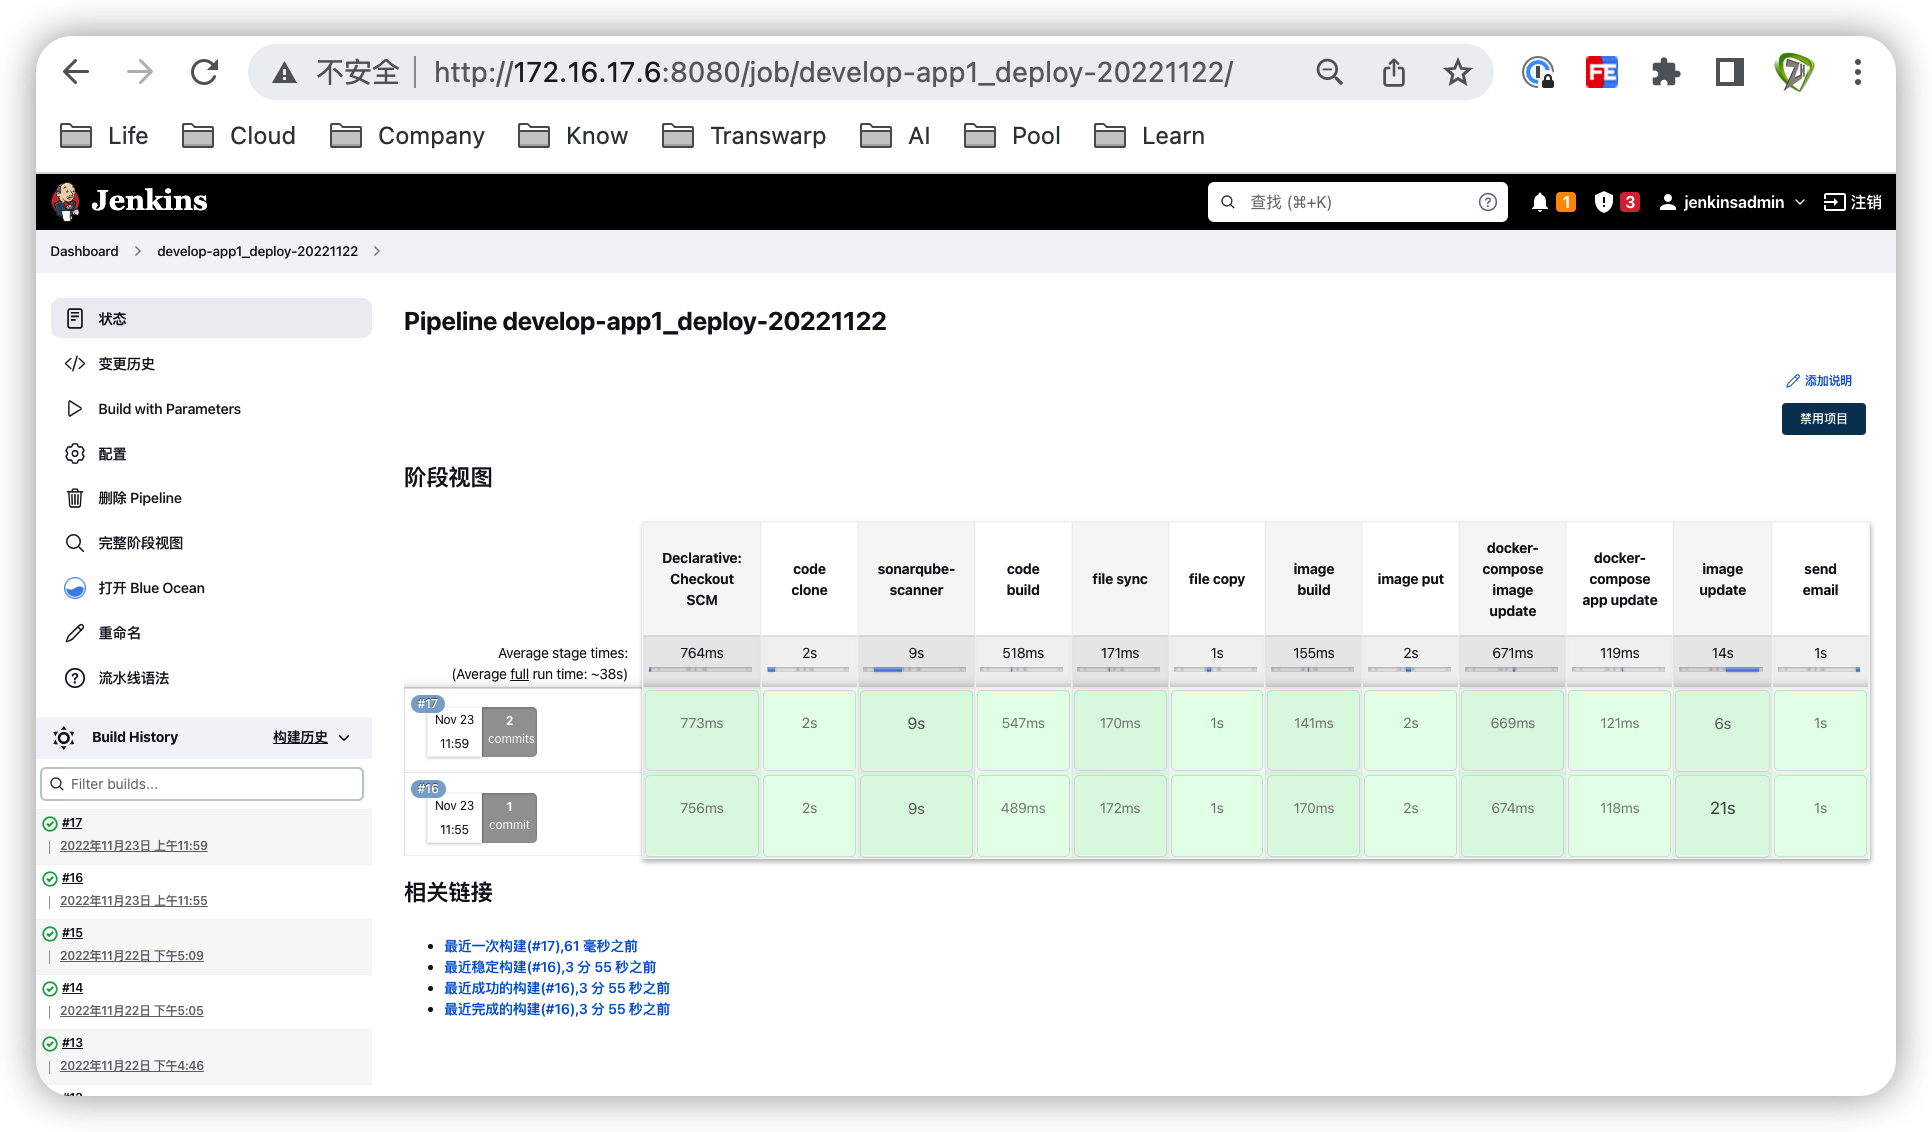 不安全 | http://172.16.17.6:8080/job/develop-app1_deploy-20221122/
Life Cloud Company Know Transwarp AI Pool Learn
Jenkins
查找 (⌘+K)
1
3
jenkinsadmin
注销
Dashboard
develop-app1_deploy-20221122
状态
变更历史
Build with Parameters
配置
删除 Pipeline
完整阶段视图
打开 Blue Ocean
重命名
流水线语法
Build History
构建历史
Filter builds...
#17
2022年11月23日 上午11:59
#16
2022年11月23日 上午11:55
#15
2022年11月22日 下午5:09
#14
2022年11月22日 下午5:05
#13
2022年11月22日 下午4:46
Pipeline develop-app1_deploy-20221122
添加说明
禁用项目
阶段视图
Declarative:
Checkout
SCM
code
clone
sonarqube-
scanner
code
build
file sync
file copy
image
build
image put
docker-
compose
image
update
docker-
compose
app update
image
update
send
email
Average stage times:
(Average full run time: ~38s)
764ms 2s 9s 518ms 171ms 1s 155ms 2s 671ms 119ms 14s 1s
#17
Nov 23
11:59
2
commits
773ms 2s 9s 547ms 170ms 1s 141ms 2s 669ms 121ms 6s 1s
#16
Nov 23
11:55
1
commit
756ms 2s 9s 489ms 172ms 1s 170ms 2s 674ms 118ms 21s 1s
相关链接
最近一次构建(#17),61 毫秒之前
最近稳定构建(#16),3 分 55 秒之前
最近成功的构建(#16),3 分 55 秒之前
最近完成的构建(#16),3 分 55 秒之前